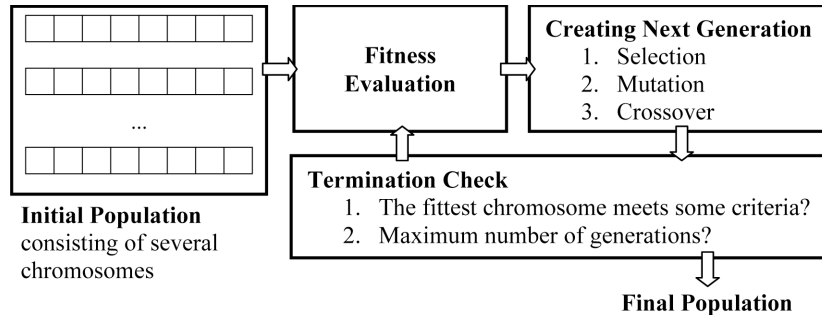 ...
Initial Population
consisting of several
chromosomes
Fitness
Evaluation
Creating Next Generation
1. Selection
2. Mutation
3. Crossover
Termination Check
1. The fittest chromosome meets some criteria?
2. Maximum number of generations?
Final Population